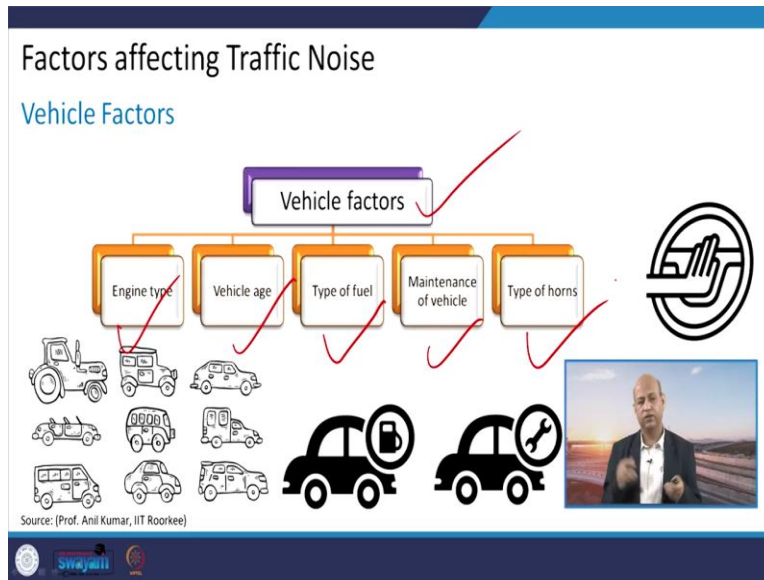 Factors affecting Traffic Noise
Vehicle Factors
Vehicle factors
Engine type
Vehicle age
Type of fuel
Maintenance
of vehicle
Type of horns
Source: (Prof. Anil Kumar, IIT Roorkee)
swayam